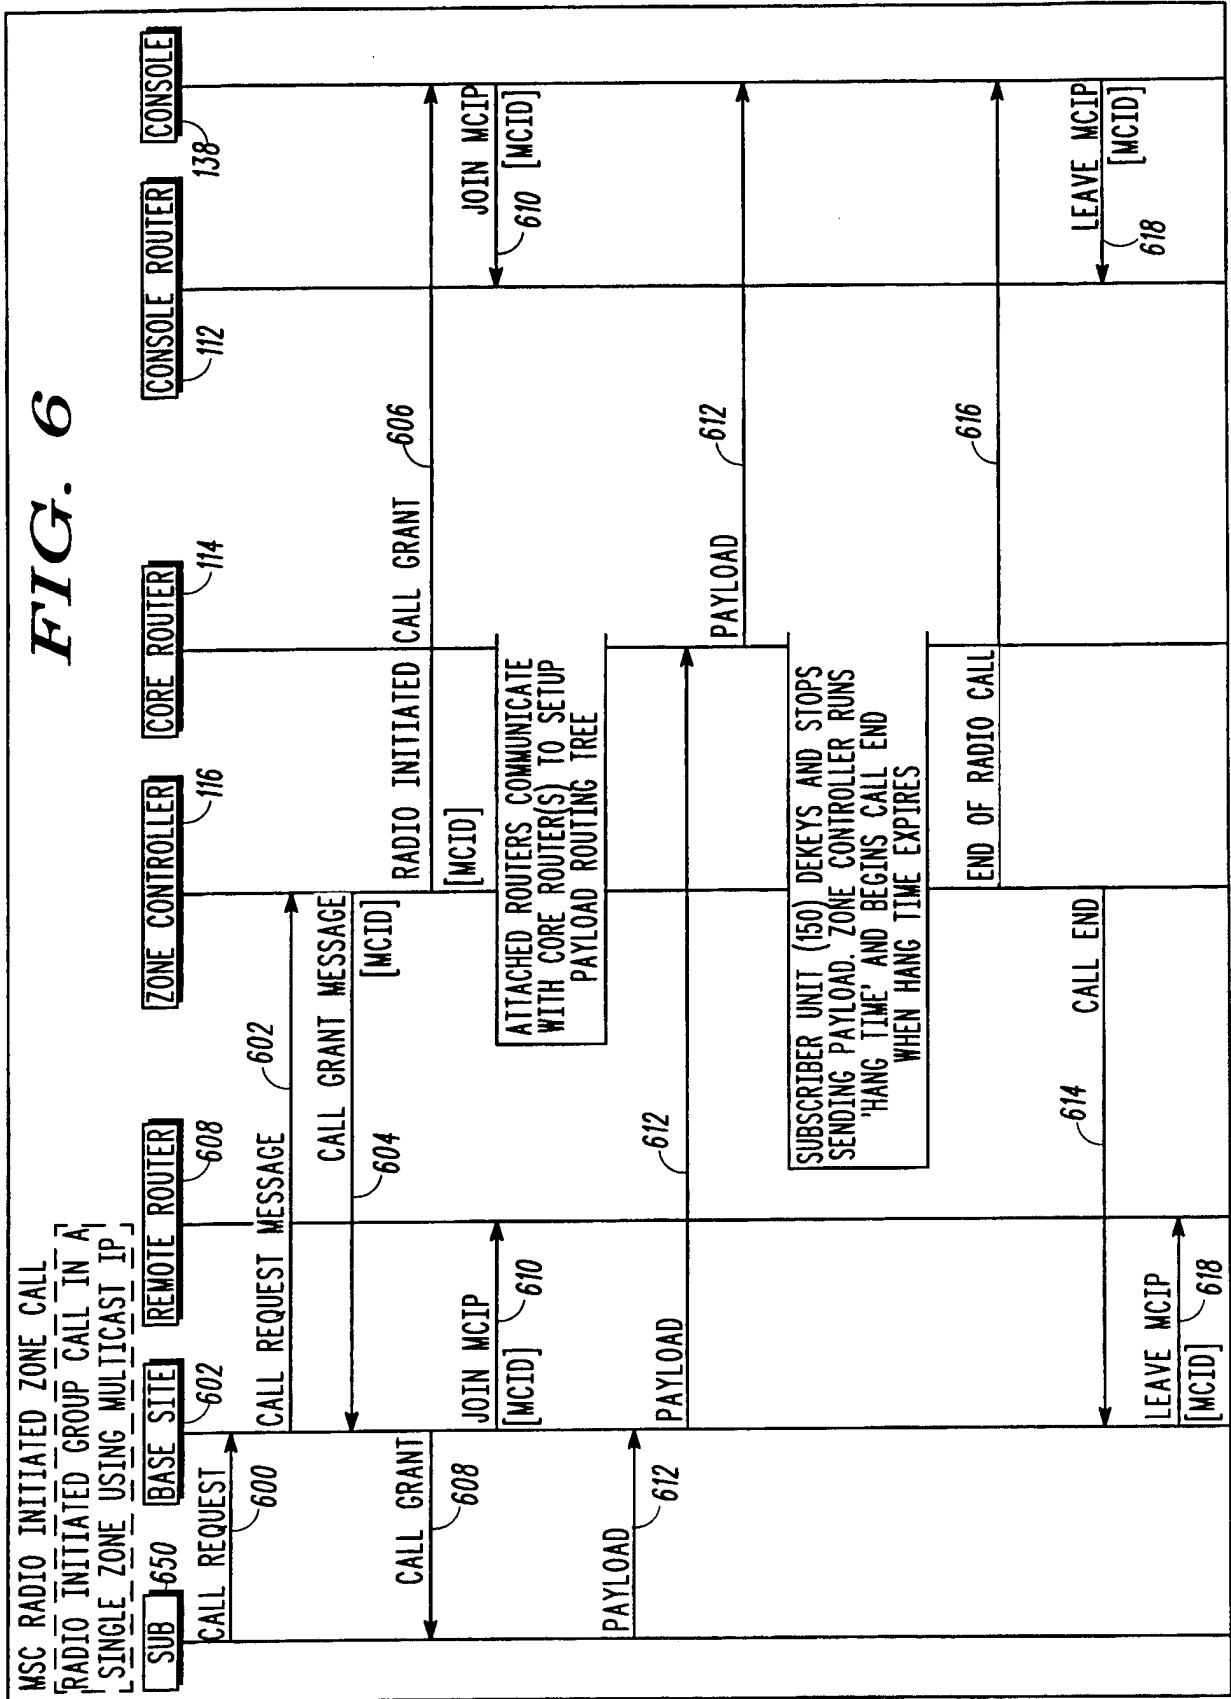 FIG. 6
MSC RADIO INITIATED ZONE CALL
RADIO INITIATED GROUP CALL IN A
SINGLE ZONE USING MULTICAST IP
SUB
650
BASE SITE
602
REMOTE ROUTER
608
ZONE CONTROLLER
116
CORE ROUTER
114
CONSOLE ROUTER
112
CONSOLE
138
CALL REQUEST
600
CALL REQUEST MESSAGE
602
CALL GRANT MESSAGE
[MCID]
604
RADIO INITIATED CALL GRANT
[MCID]
606
CALL GRANT
608
JOIN MCIP
[MCID]
610
ATTACHED ROUTERS COMMUNICATE
WITH CORE ROUTER(S) TO SETUP
PAYLOAD ROUTING TREE
JOIN MCIP
610 [MCID]
PAYLOAD
612
PAYLOAD
612
PAYLOAD
612
SUBSCRIBER UNIT (150) DEKEYS AND STOPS
SENDING PAYLOAD. ZONE CONTROLLER RUNS
'HANG TIME' AND BEGINS CALL END
WHEN HANG TIME EXPIRES
END OF RADIO CALL
616
CALL END
614
LEAVE MCIP
[MCID]
618
LEAVE MCIP
[MCID]
618